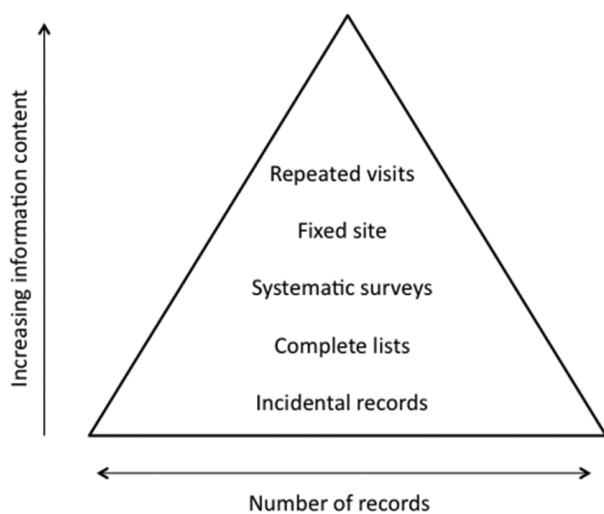 Increasing information content
Repeated visits
Fixed site
Systematic surveys
Complete lists
Incidental records
Number of records